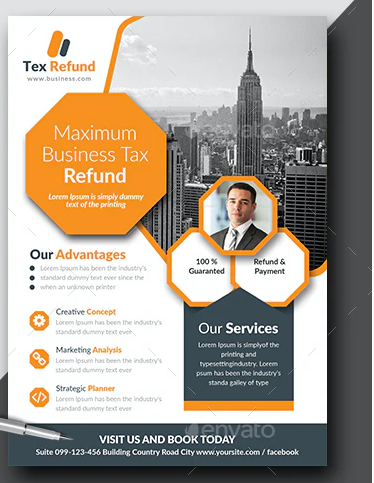 Tex Refund
www.business.com
Maximum
Business Tax
Refund
Lorem Ipsum is simply dummy
text of the printing
Our Advantages
Lorem Ipsum has been the industry's
standard dummy text ever since
when an unknown printer
Creative Concept
Lorem Ipsum has been the industry's
standard dummy text ever since.
Marketing Analysis
Lorem Ipsum has been the industry's
standard dummy text ever since.
Strategic Planner
Lorem Ipsum has been the industry's
standard dummy text ever since.
100 %
Guaranted
Refund &
Payment
Our Services
Lorem Ipsum is simplyof the
printing and
typesettingindustry. Lorem
Ipsum has been the industry's
standa galley of type
VISIT US AND BOOK TODAY
Suite 099-123-456 Building Country Road City www.yoursite.com / facebook
envato
envato